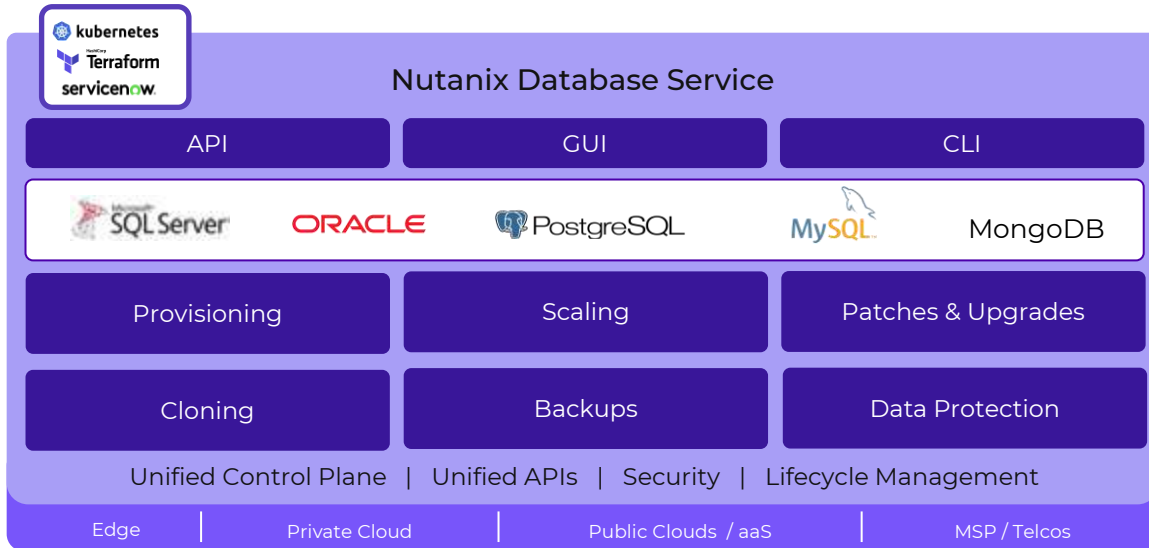 kubernetes
HashiCorp
Terraform
servicenow.
Nutanix Database Service
API GUI CLI
Microsoft
SQL Server ORACLE PostgreSQL MySQL MongoDB
Provisioning Scaling Patches & Upgrades
Cloning Backups Data Protection
Unified Control Plane | Unified APIs | Security | Lifecycle Management
Edge | Private Cloud | Public Clouds / aaS | MSP / Telcos